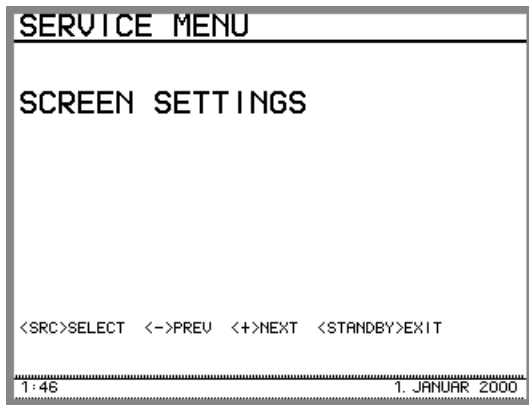 SERVICE MENU
SCREEN SETTINGS
<SRC>SELECT <->PREV <+>NEXT <STANDBY>EXIT
1:46 1. JANUAR 2000